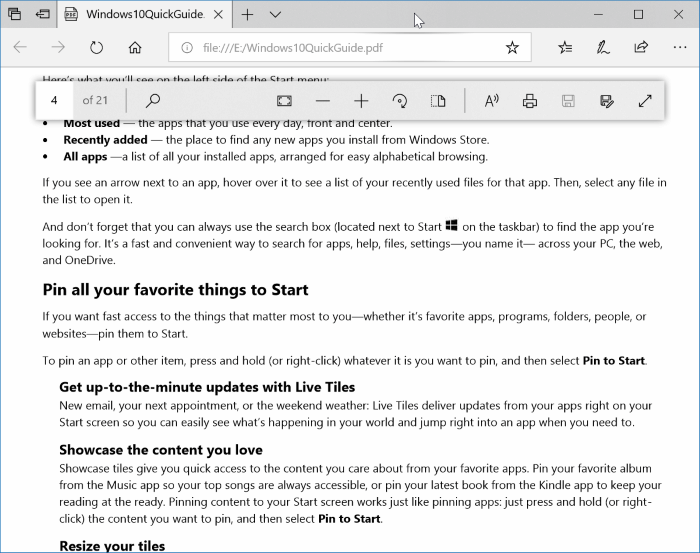 Windows10QuickGuide.
file:///E:/Windows10QuickGuide.pdf
Here's what you'll see on the left side of the Start menu:
4 of 21
• Most used — the apps that you use every day, front and center.
• Recently added — the place to find any new apps you install from Windows Store.
• All apps —a list of all your installed apps, arranged for easy alphabetical browsing.
If you see an arrow next to an app, hover over it to see a list of your recently used files for that app. Then, select any file in
the list to open it.
And don't forget that you can always use the search box (located next to Start on the taskbar) to find the app you're
looking for. It's a fast and convenient way to search for apps, help, files, settings—you name it— across your PC, the web,
and OneDrive.
Pin all your favorite things to Start
If you want fast access to the things that matter most to you—whether it's favorite apps, programs, folders, people, or
websites—pin them to Start.
To pin an app or other item, press and hold (or right-click) whatever it is you want to pin, and then select Pin to Start.
Get up-to-the-minute updates with Live Tiles
New email, your next appointment, or the weekend weather: Live Tiles deliver updates from your apps right on your
Start screen so you can easily see what's happening in your world and jump right into an app when you need to.
Showcase the content you love
Showcase tiles give you quick access to the content you care about from your favorite apps. Pin your favorite album
from the Music app so your top songs are always accessible, or pin your latest book from the Kindle app to keep your
reading at the ready. Pinning content to your Start screen works just like pinning apps: just press and hold (or right-
click) the content you want to pin, and then select Pin to Start.
Resize your tiles